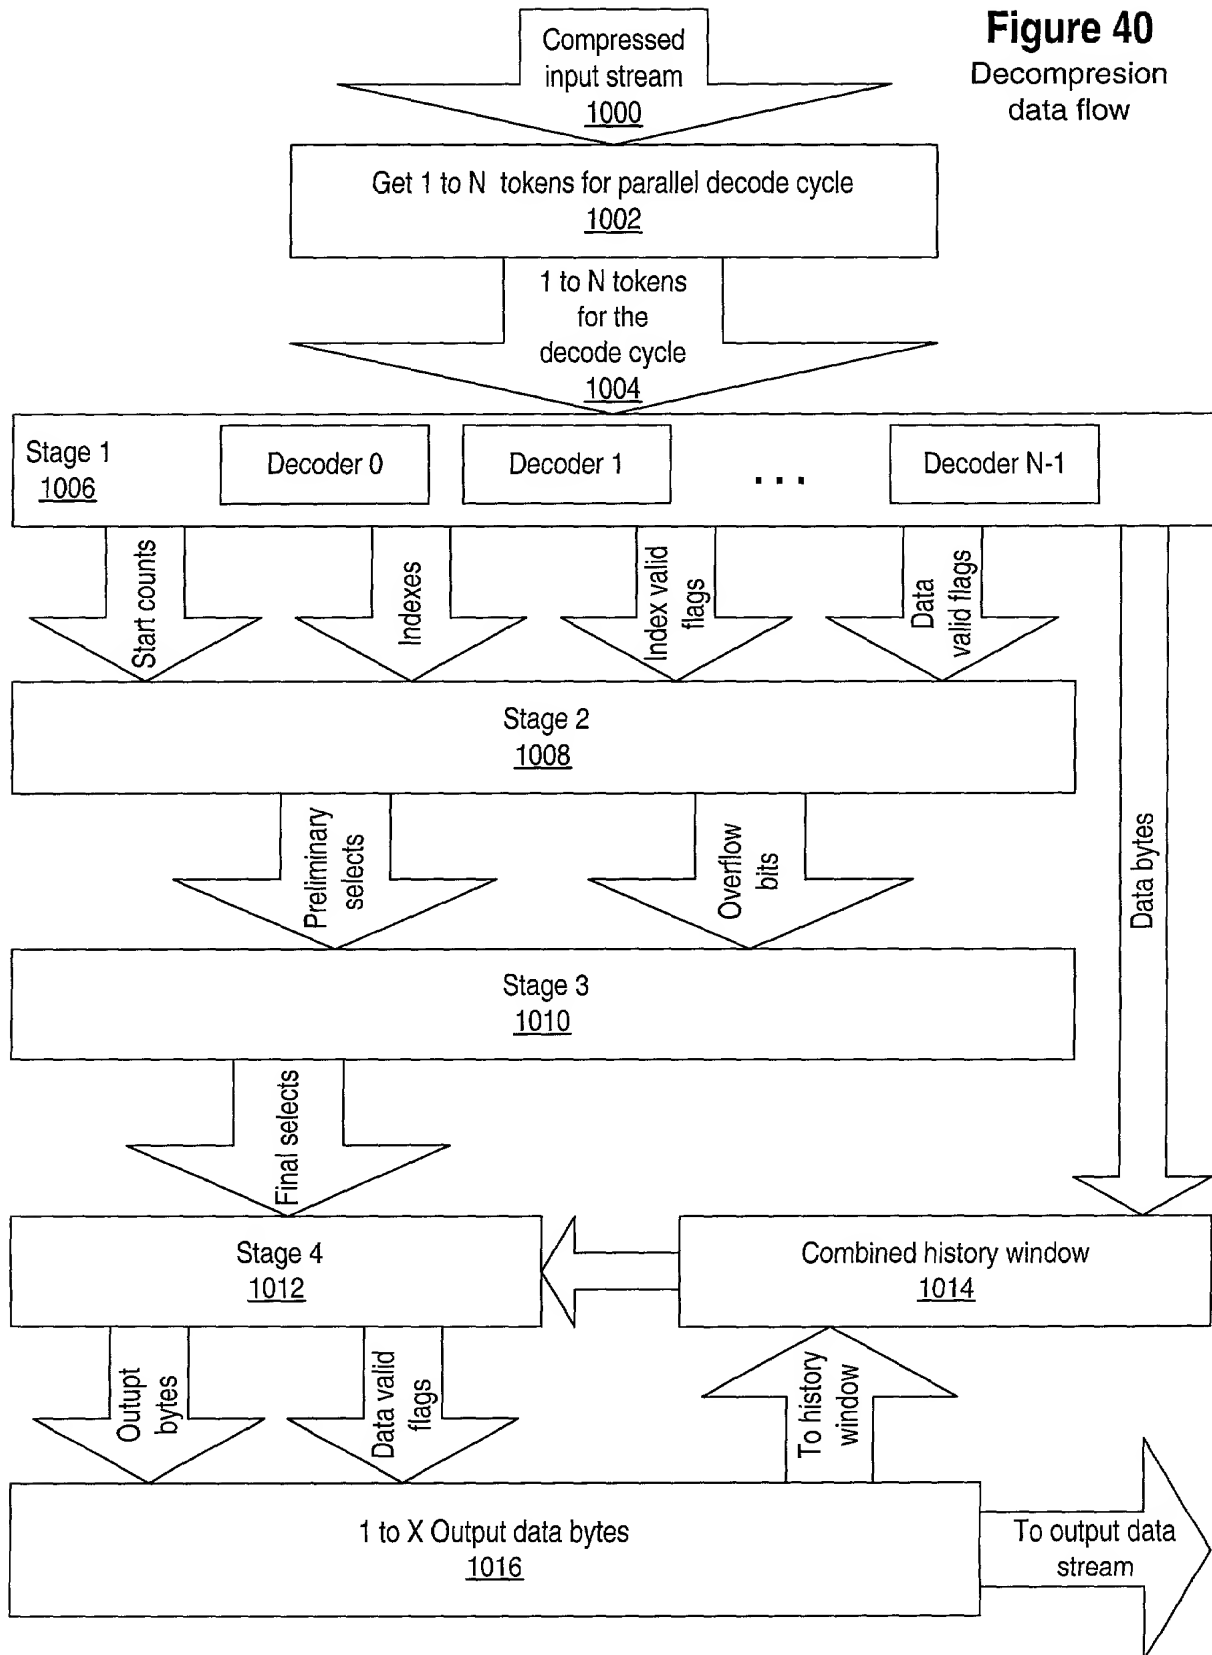 Figure 40
Decompresion
data flow
Compressed
input stream
1000
Get 1 to N tokens for parallel decode cycle
1002
1 to N tokens
for the
decode cycle
1004
Stage 1
1006
Decoder 0
Decoder 1
...
Decoder N-1
Start counts
Indexes
Index valid
flags
Data
valid flags
Data bytes
Stage 2
1008
Preliminary
selects
Overflow
bits
Stage 3
1010
Final selects
Stage 4
1012
Combined history window
1014
Outupt
bytes
Data valid
flags
To history
window
1 to X Output data bytes
1016
To output data
stream